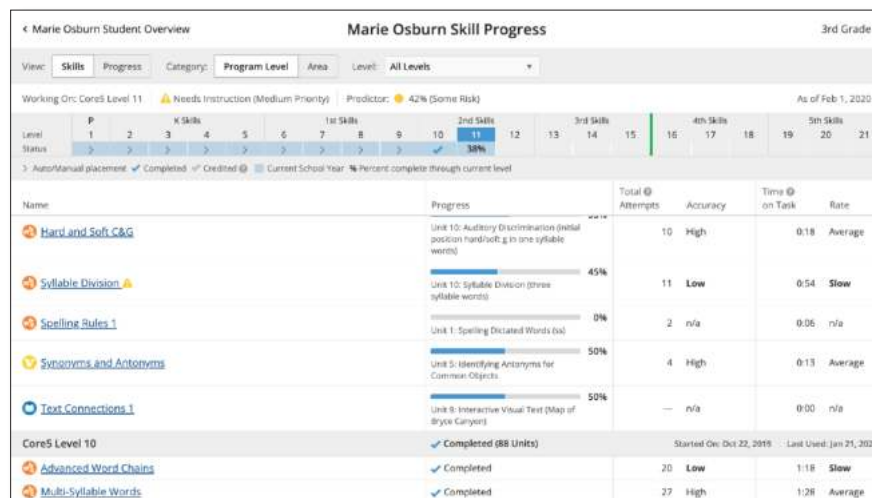 < Marie Osburn Student Overview Marie Osburn Skill Progress 3rd Grade
View: Skills Progress Category: Program Level Area Level: All Levels
Working On: Core5 Level 11 Needs Instruction (Medium Priority) Predictor: 42% (Some Risk) As of Feb 1, 2020
P K Skills 1st Skills 2nd Skills 3rd Skills 4th Skills 5th Skills
Level 1 2 3 4 5 6 7 8 9 10 11 12 13 14 15 16 17 18 19 20 21
Status > > > > > > > > > ✓ 38%
> Auto/Manual placement ✓ Completed ✓ Credited Current School Year % Percent complete through current level
Name Progress Total Attempts Accuracy Time on Task Rate
Hard and Soft C&G Unit 10: Auditory Discrimination (initial
position hard/soft g in one syllable
words) 10 High 0:18 Average
Syllable Division 45%
Unit 10: Syllable Division (three
syllable words) 11 Low 0:54 Slow
Spelling Rules 1 0%
Unit 1: Spelling Dictated Words (ss) 2 n/a 0:06 n/a
Synonyms and Antonyms 50%
Unit 5: Identifying Antonyms for
Common Objects 4 High 0:13 Average
Text Connections 1 50%
Unit 9: Interactive Visual Text (Map of
Bryce Canyon) — n/a 0:00 n/a
Core5 Level 10 ✓ Completed (88 Units) Started On: Oct 22, 2019 Last Used: Jan 21,
Advanced Word Chains ✓ Completed 20 Low 1:18 Slow
Multi-Syllable Words ✓ Completed 27 High 1:28 Average